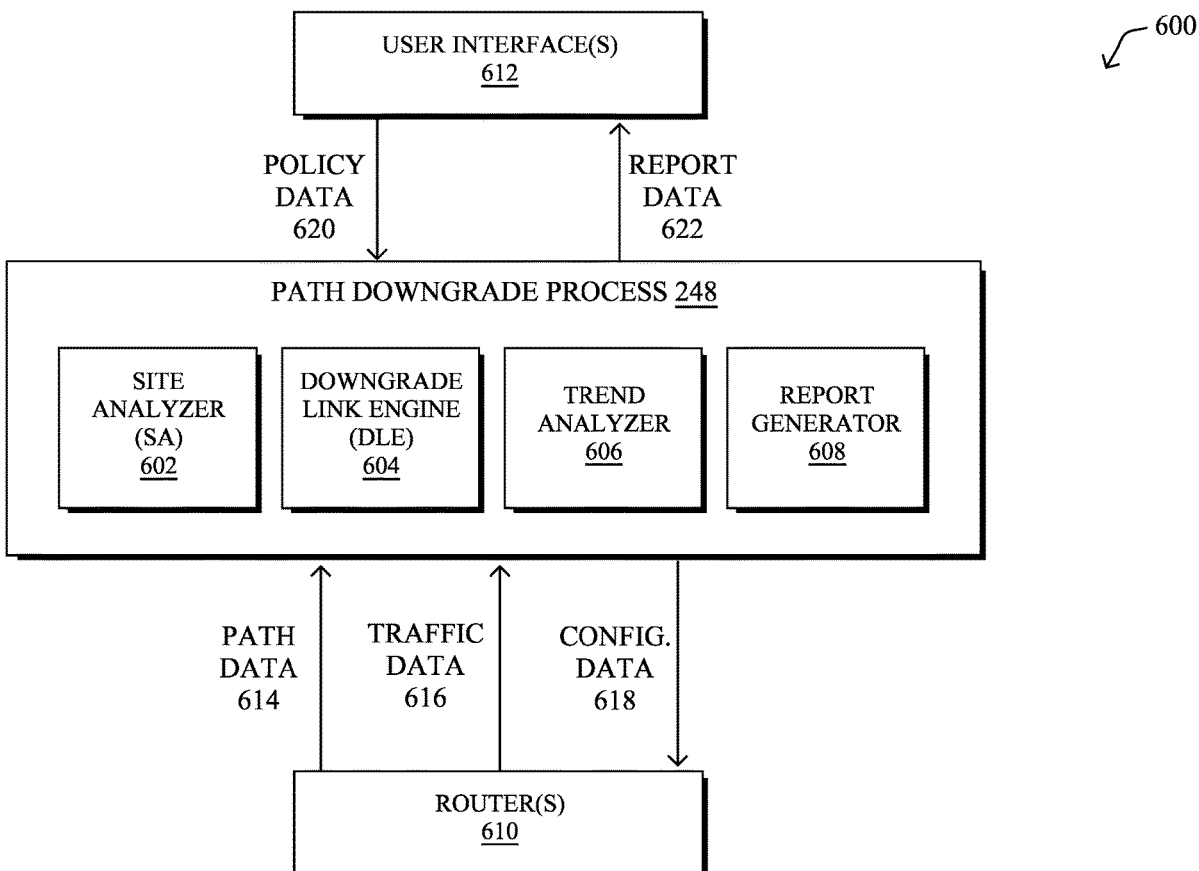 600
USER INTERFACE(S)
612
POLICY
DATA
620
REPORT
DATA
622
PATH DOWNGRADE PROCESS 248
SITE
ANALYZER
(SA)
602
DOWNGRADE
LINK ENGINE
(DLE)
604
TREND
ANALYZER
606
REPORT
GENERATOR
608
PATH
DATA
614
TRAFFIC
DATA
616
CONFIG.
DATA
618
ROUTER(S)
610